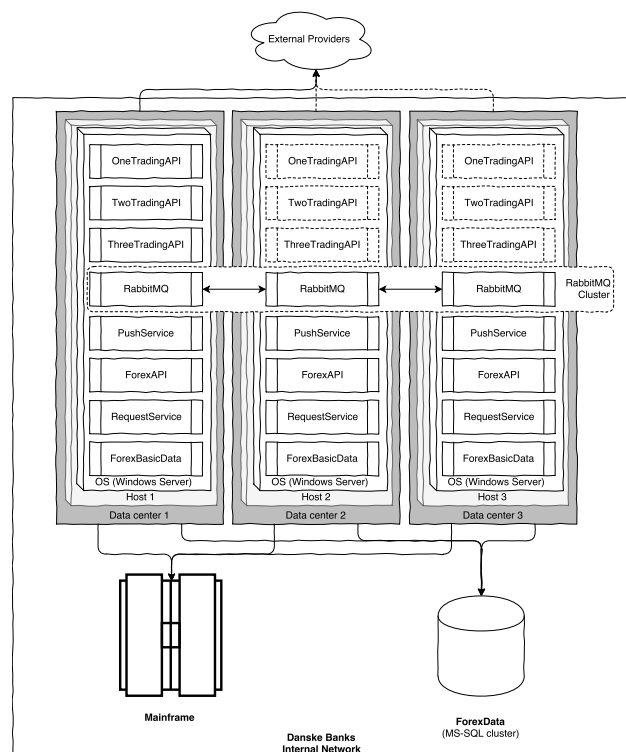 External Providers
OneTradingAPI
OneTradingAPI
OneTradingAPI
TwoTradingAPI
TwoTradingAPI
TwoTradingAPI
ThreeTradingAPI
ThreeTradingAPI
ThreeTradingAPI
RabbitMQ
RabbitMQ
RabbitMQ
RabbitMQ
Cluster
PushService
PushService
PushService
ForexAPI
ForexAPI
ForexAPI
RequestService
RequestService
RequestService
ForexBasicData
ForexBasicData
ForexBasicData
OS (Windows Server)
OS (Windows Server)
OS (Windows Server)
Host 1
Host 2
Host 3
Data center 1
Data center 2
Data center 3
Mainframe
ForexData
(MS-SQL cluster)
Danske Banks
Internal Network